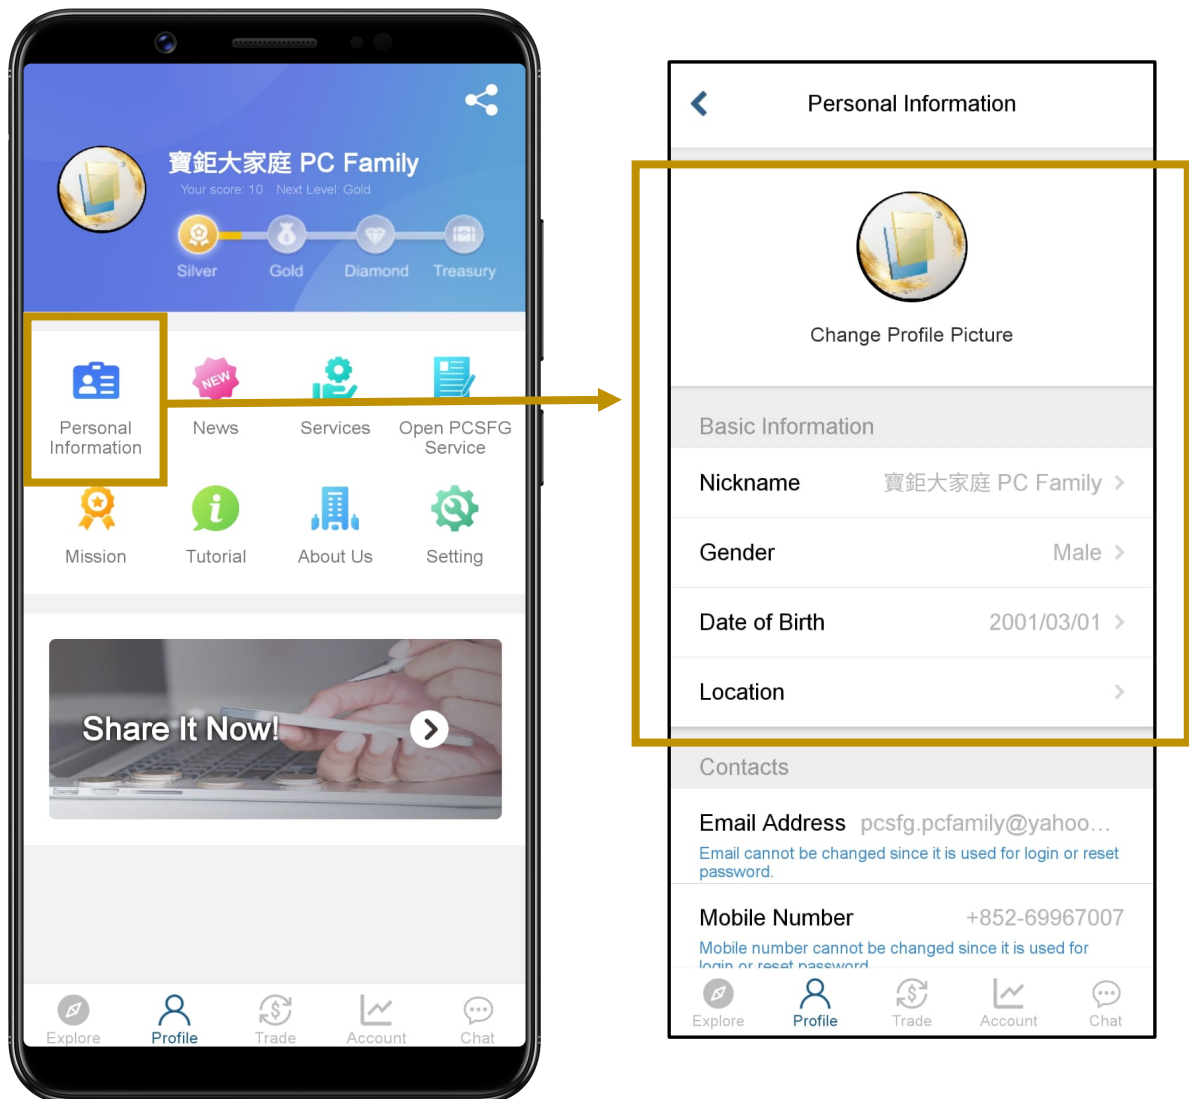 寶鉅大家庭 PC Family
Your score: 10 Next Level: Gold
Silver Gold Diamond Treasury
Personal Information
NEW
News
Services
Open PCSFG Service
Mission
Tutorial
About Us
Setting
Share It Now!
Explore Profile Trade Account Chat
Personal Information
Change Profile Picture
Basic Information
Nickname 寶鉅大家庭 PC Family
Gender Male
Date of Birth 2001/03/01
Location
Contacts
Email Address pcsfg.pcfamily@yahoo...
Email cannot be changed since it is used for login or reset
password.
Mobile Number +852-69967007
Mobile number cannot be changed since it is used for
login or reset password
Explore Profile Trade Account Chat